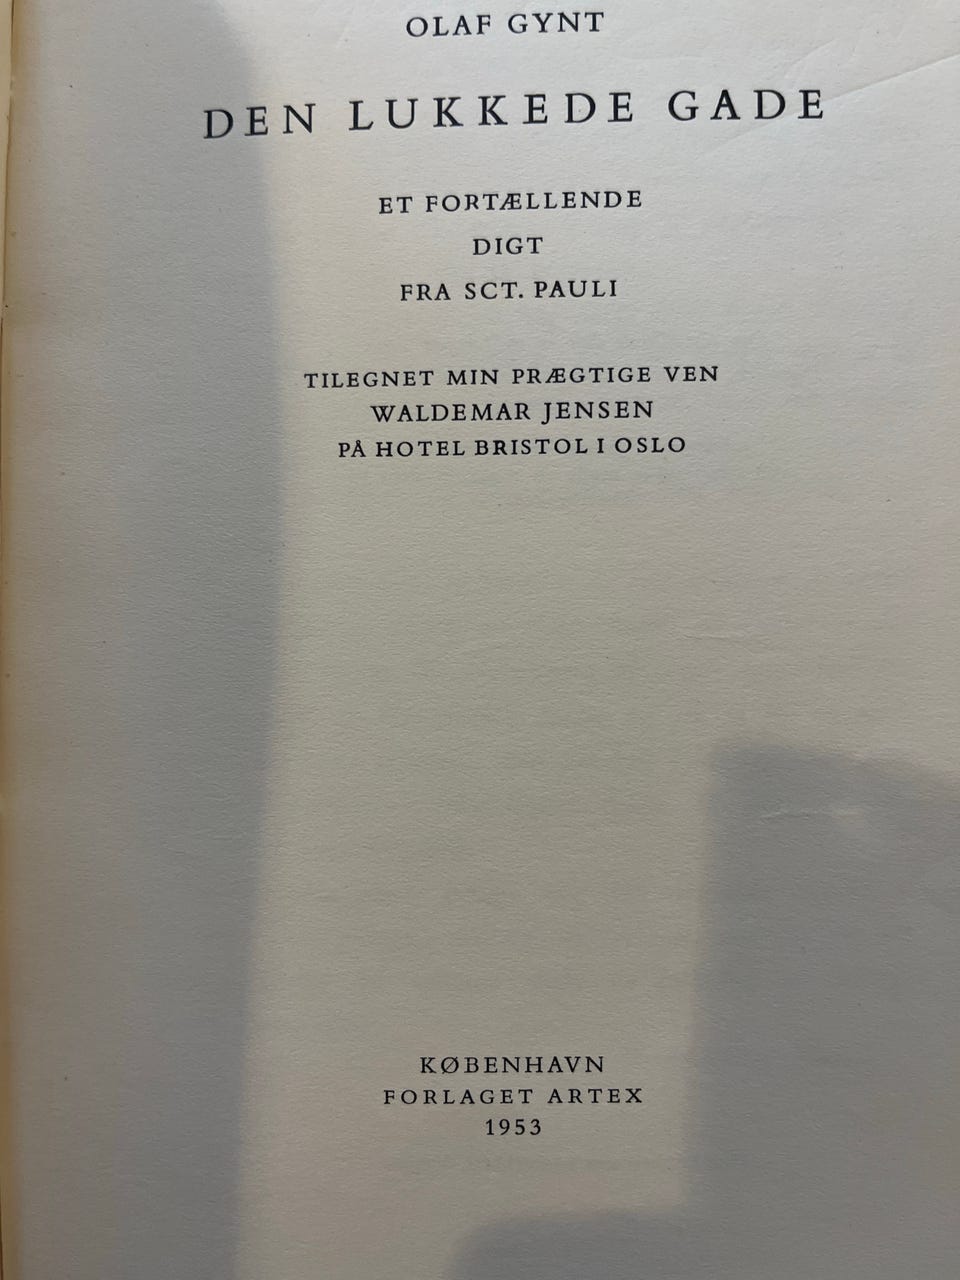 OLAF GYNT
DEN LUKKEDE GADE
ET FORTÆLLENDE
DIGT
FRA SCT. PAULI
TILEGNET MIN PRÆGTIGE VEN
WALDEMAR JENSEN
PÅ HOTEL BRISTOL I OSLO
KØBENHAVN
FORLAGET ARTEX
1953